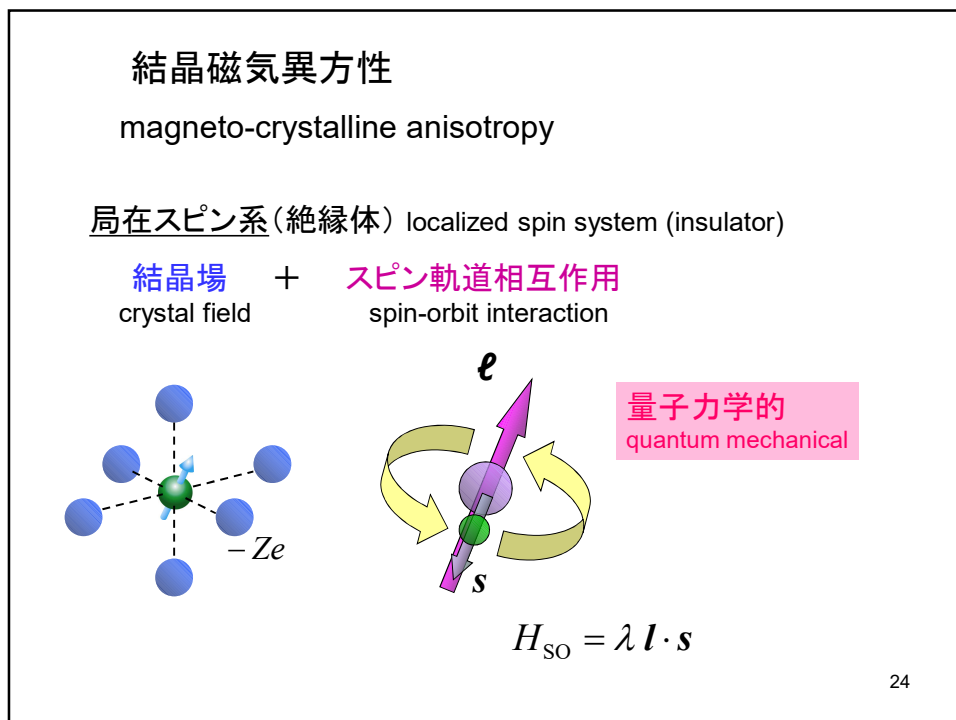 結晶磁気異方性
magneto-crystalline anisotropy
局在スピン系（絶縁体） localized spin system (insulator)
結晶場 ＋ スピン軌道相互作用
crystal field spin-orbit interaction
ℓ
量子力学的
quantum mechanical
− Ze
s
H_SO = λ l · s
24